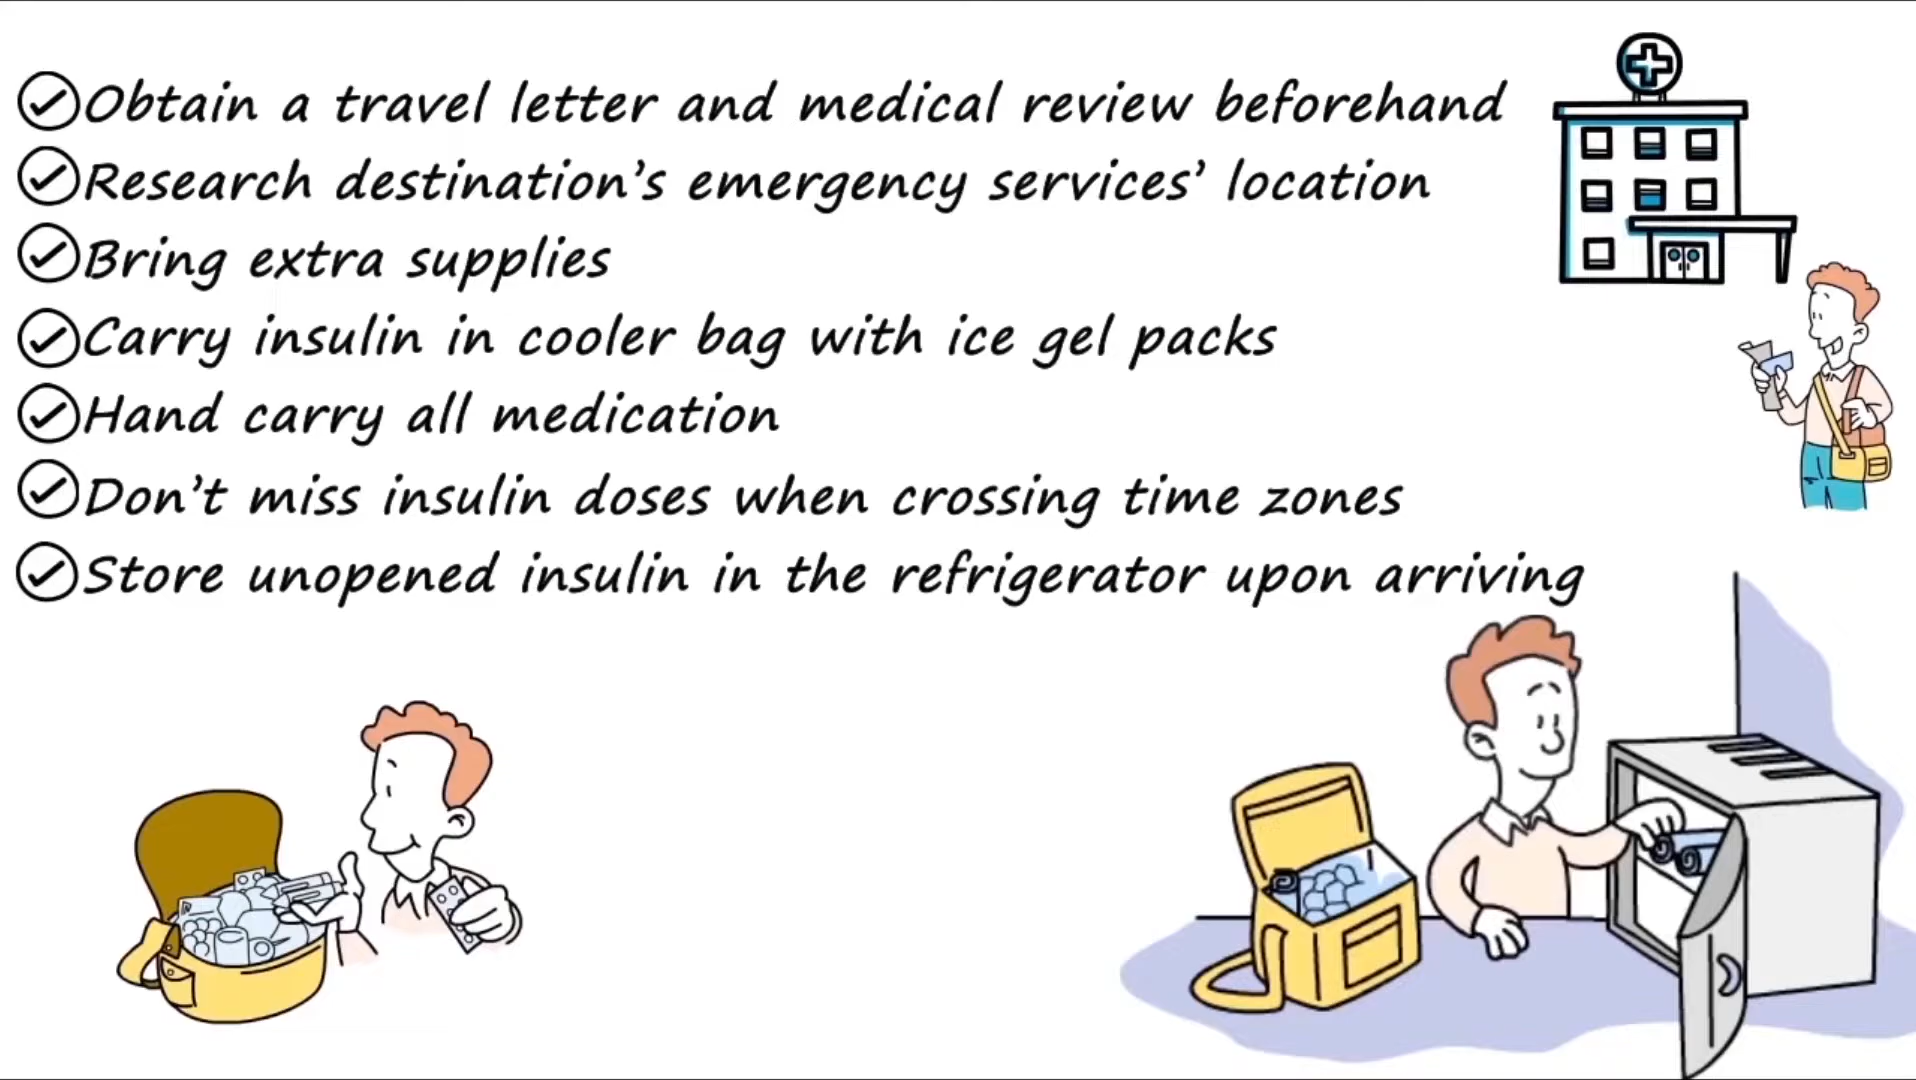 Obtain a travel letter and medical review beforehand
Research destination's emergency services' location
Bring extra supplies
Carry insulin in cooler bag with ice gel packs
Hand carry all medication
Don't miss insulin doses when crossing time zones
Store unopened insulin in the refrigerator upon arriving